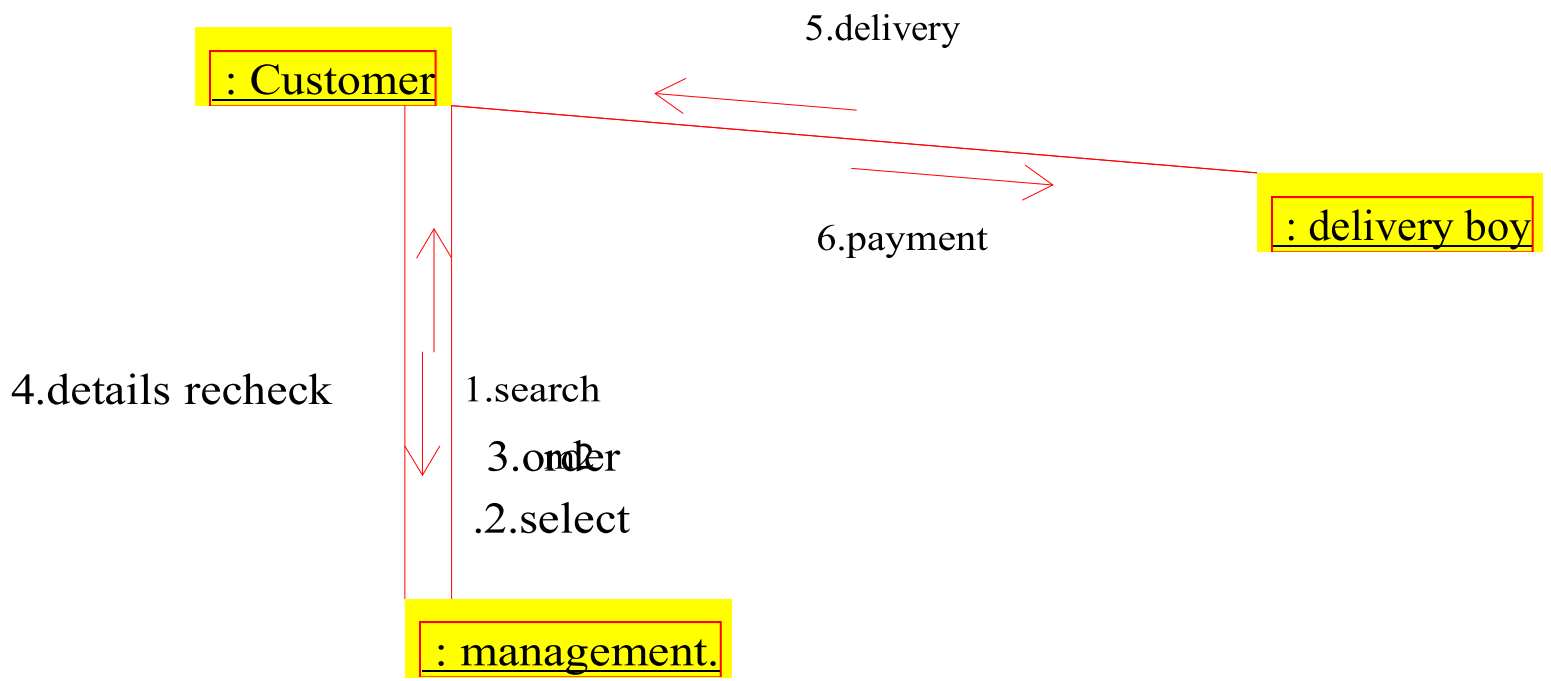 5.delivery
: Customer
: delivery boy
6.payment
4.details recheck
1.search
3.order
.2.select
: management.